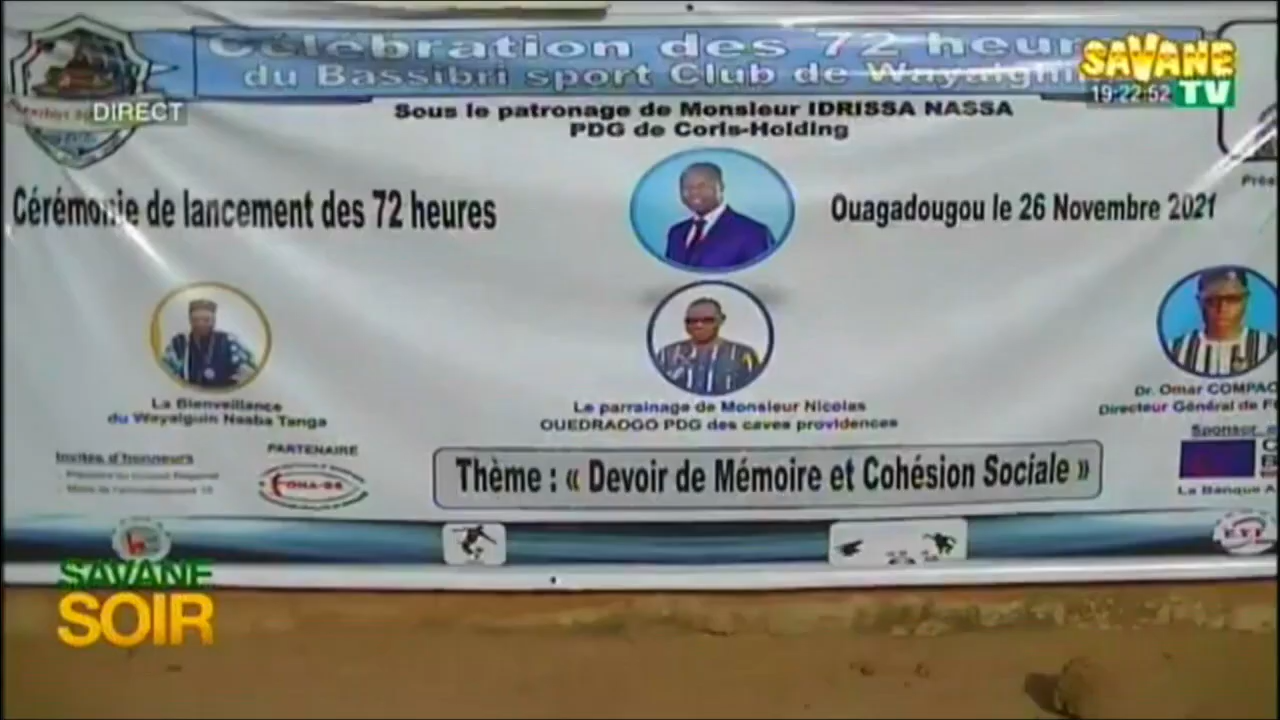 Célébration des 72 heur
SAVANE
TV
19:22:52
du Bassibri sport Club de Wayalghi
DIRECT
Sous le patronage de Monsieur IDRISSA NASSA
PDG de Coris-Holding
Cérémonie de lancement des 72 heures
Ouagadougou le 26 Novembre 2021
La Bienveillance
du Wayalguin Naaba Tanga
Le parrainage de Monsieur Nicolas
OUEDRAOGO PDG des caves providences
Dr. Omar COMPAO
Directeur Général de F
Invités d'honneurs
PARTENAIRE
Thème : « Devoir de Mémoire et Cohésion Sociale »
Sponsor
La Banque A
SAVANE
SOIR